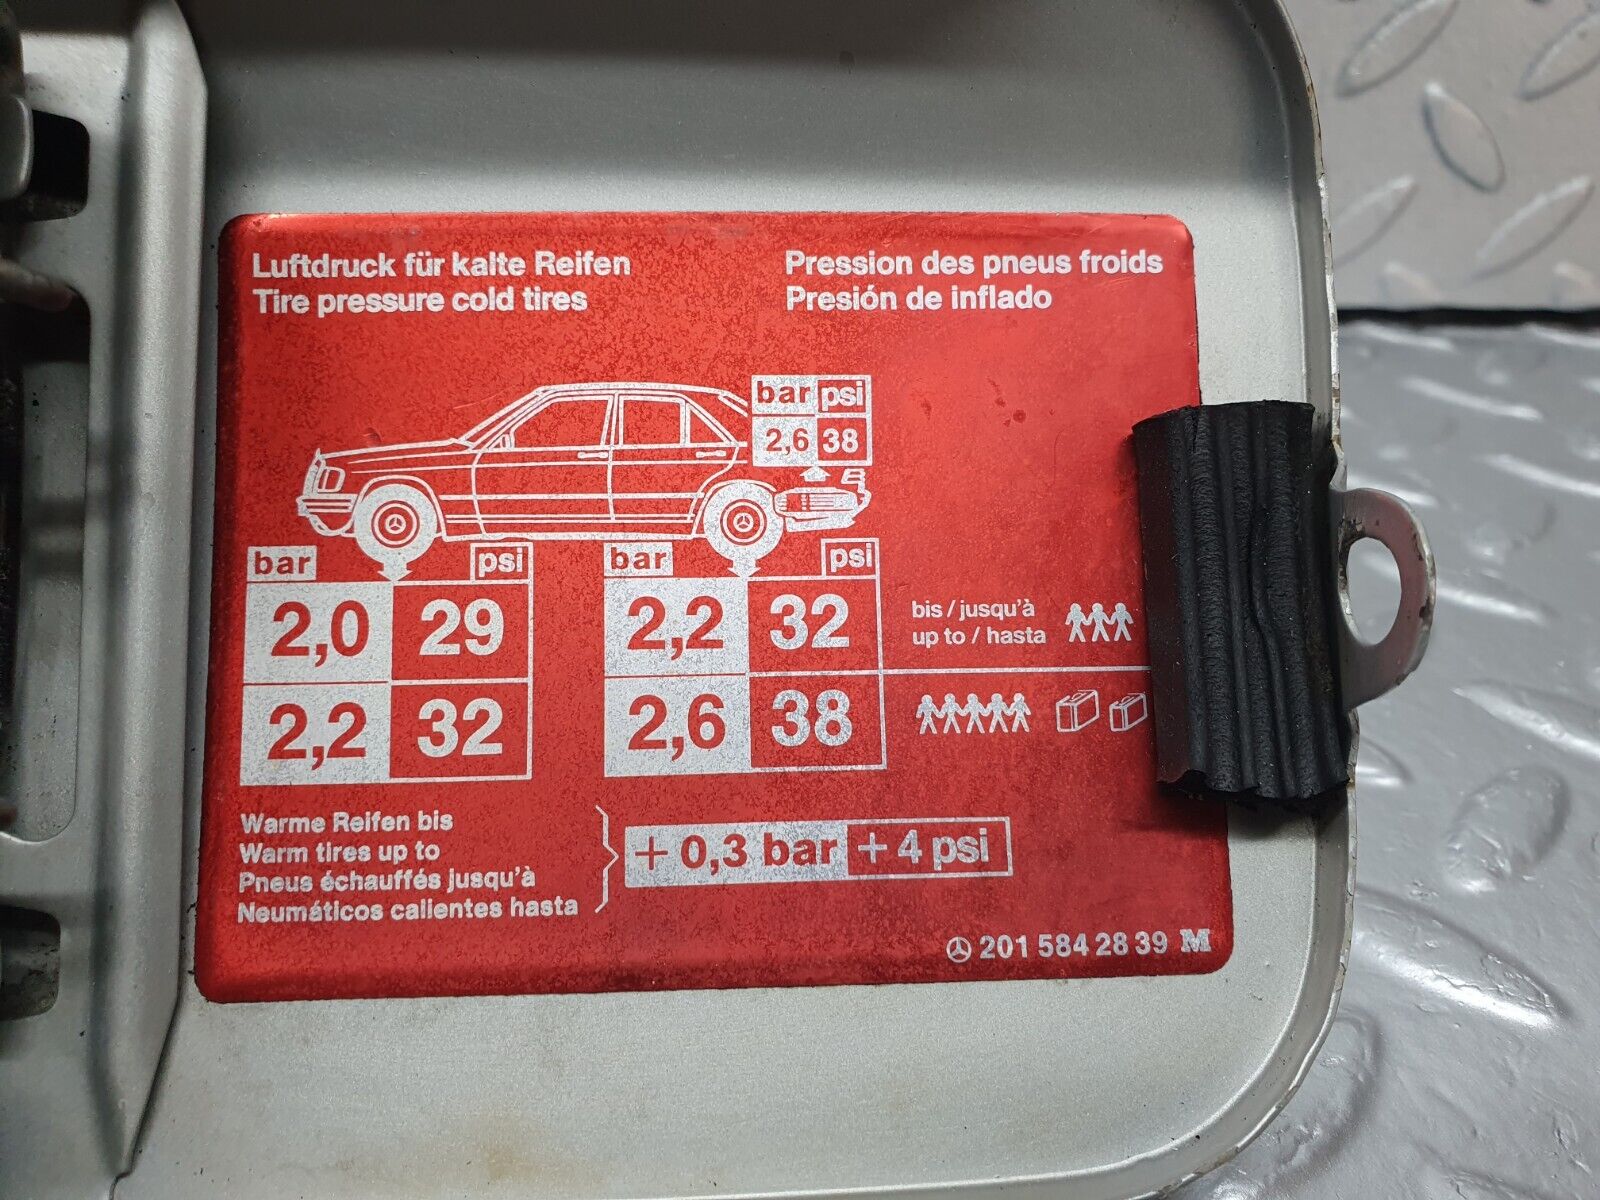 Luftdruck für kalte Reifen
Tire pressure cold tires
Pression des pneus froids
Presión de inflado
bar psi
2,6 38
bar psi
2,0 29
2,2 32
bar psi
2,2 32
2,6 38
bis / jusqu'à
up to / hasta
Warme Reifen bis
Warm tires up to
Pneus échauffés jusqu'à
Neumáticos calientes hasta
+ 0,3 bar + 4 psi
201 584 28 39 M